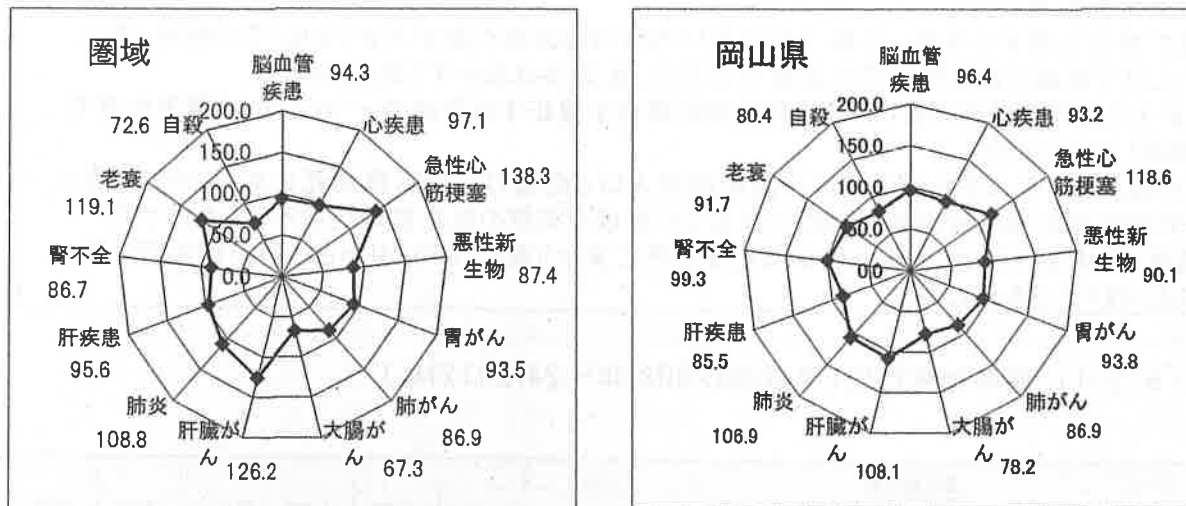 圏域
脳血管
疾患
94.3
心疾患
97.1
急性心
筋梗塞
138.3
悪性新
生物
87.4
胃がん
93.5
肺がん
86.9
大腸が
ん
67.3
肝臓が
ん
126.2
肺炎
108.8
肝疾患
95.6
腎不全
86.7
老衰
119.1
自殺
72.6
200.0
150.0
100.0
50.0
0.0
岡山県
脳血管
疾患
96.4
心疾患
93.2
急性心
筋梗塞
118.6
悪性新
生物
90.1
胃がん
93.8
肺がん
86.9
大腸が
ん
78.2
肝臓が
ん
108.1
肺炎
106.9
肝疾患
85.5
腎不全
99.3
老衰
91.7
自殺
80.4
200.0
150.0
100.0
50.0
0.0